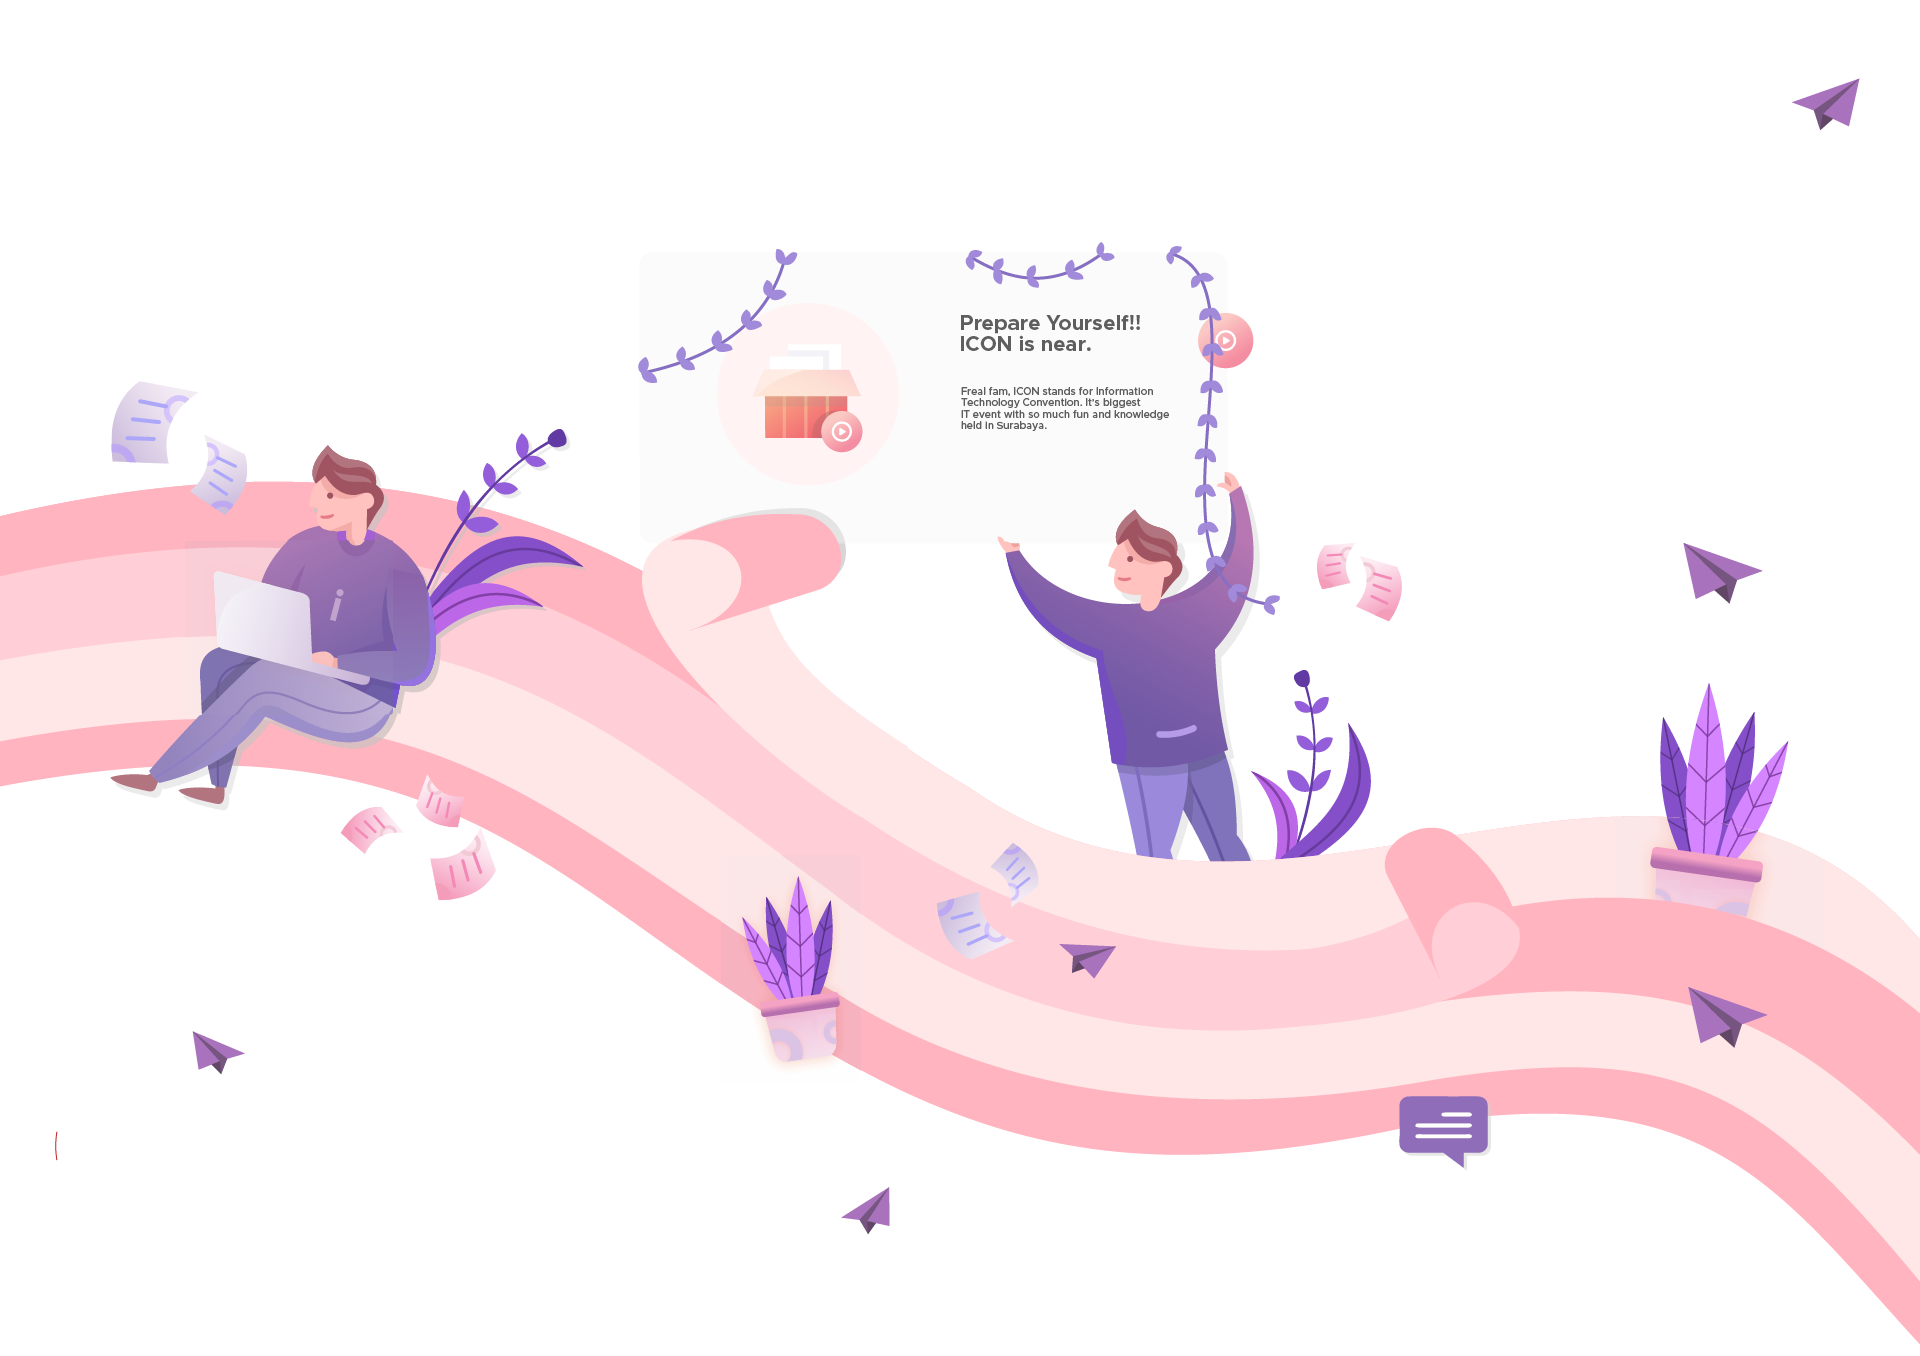 Prepare Yourself!!
ICON is near.
Freal fam, ICON stands for Information
Technology Convention. It's biggest
IT event with so much fun and knowledge
held in Surabaya.